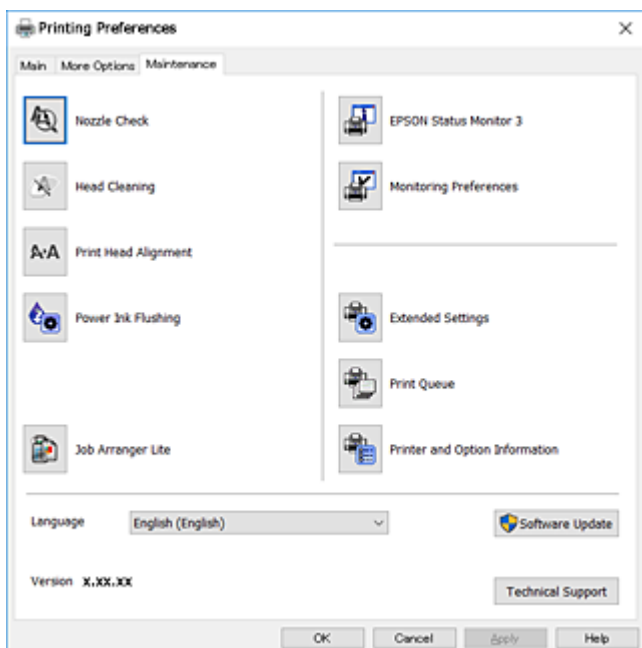 Printing Preferences
Main More Options Maintenance
Nozzle Check
EPSON Status Monitor 3
Head Cleaning
Monitoring Preferences
A·A Print Head Alignment
Power Ink Flushing
Extended Settings
Print Queue
Job Arranger Lite
Printer and Option Information
Language English (English)
Software Update
Version X.XX.XX
Technical Support
OK Cancel Apply Help